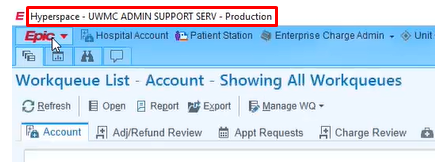 E Hyperspace - UWMC ADMIN SUPPORT SERV - Production
Epic Hospital Account Patient Station Enterprise Charge Admin Unit
Workqueue List - Account - Showing All Workqueues
Refresh Open Report Export Manage WQ
Account Adj/Refund Review Appt Requests Charge Review